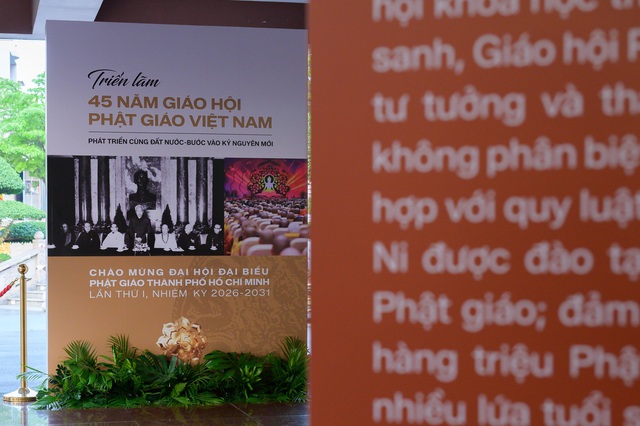 Triển lãm
45 NĂM GIÁO HỘI
PHẬT GIÁO VIỆT NAM
PHÁT TRIỂN CÙNG ĐẤT NƯỚC-BƯỚC VÀO KỶ NGUYÊN MỚI
CHÀO MỪNG ĐẠI HỘI ĐẠI BIỂU
PHẬT GIÁO THÀNH PHỐ HỒ CHÍ MINH
LẦN THỨ I, NHIỆM KỲ 2026-2031
hội khoa học
sanh, Giáo hội
tư tưởng và
không phân biệ
hợp với quy luậ
Ni được đào tạ
Phật giáo; đảm
hàng triệu Phậ
nhiều lứa tuổi